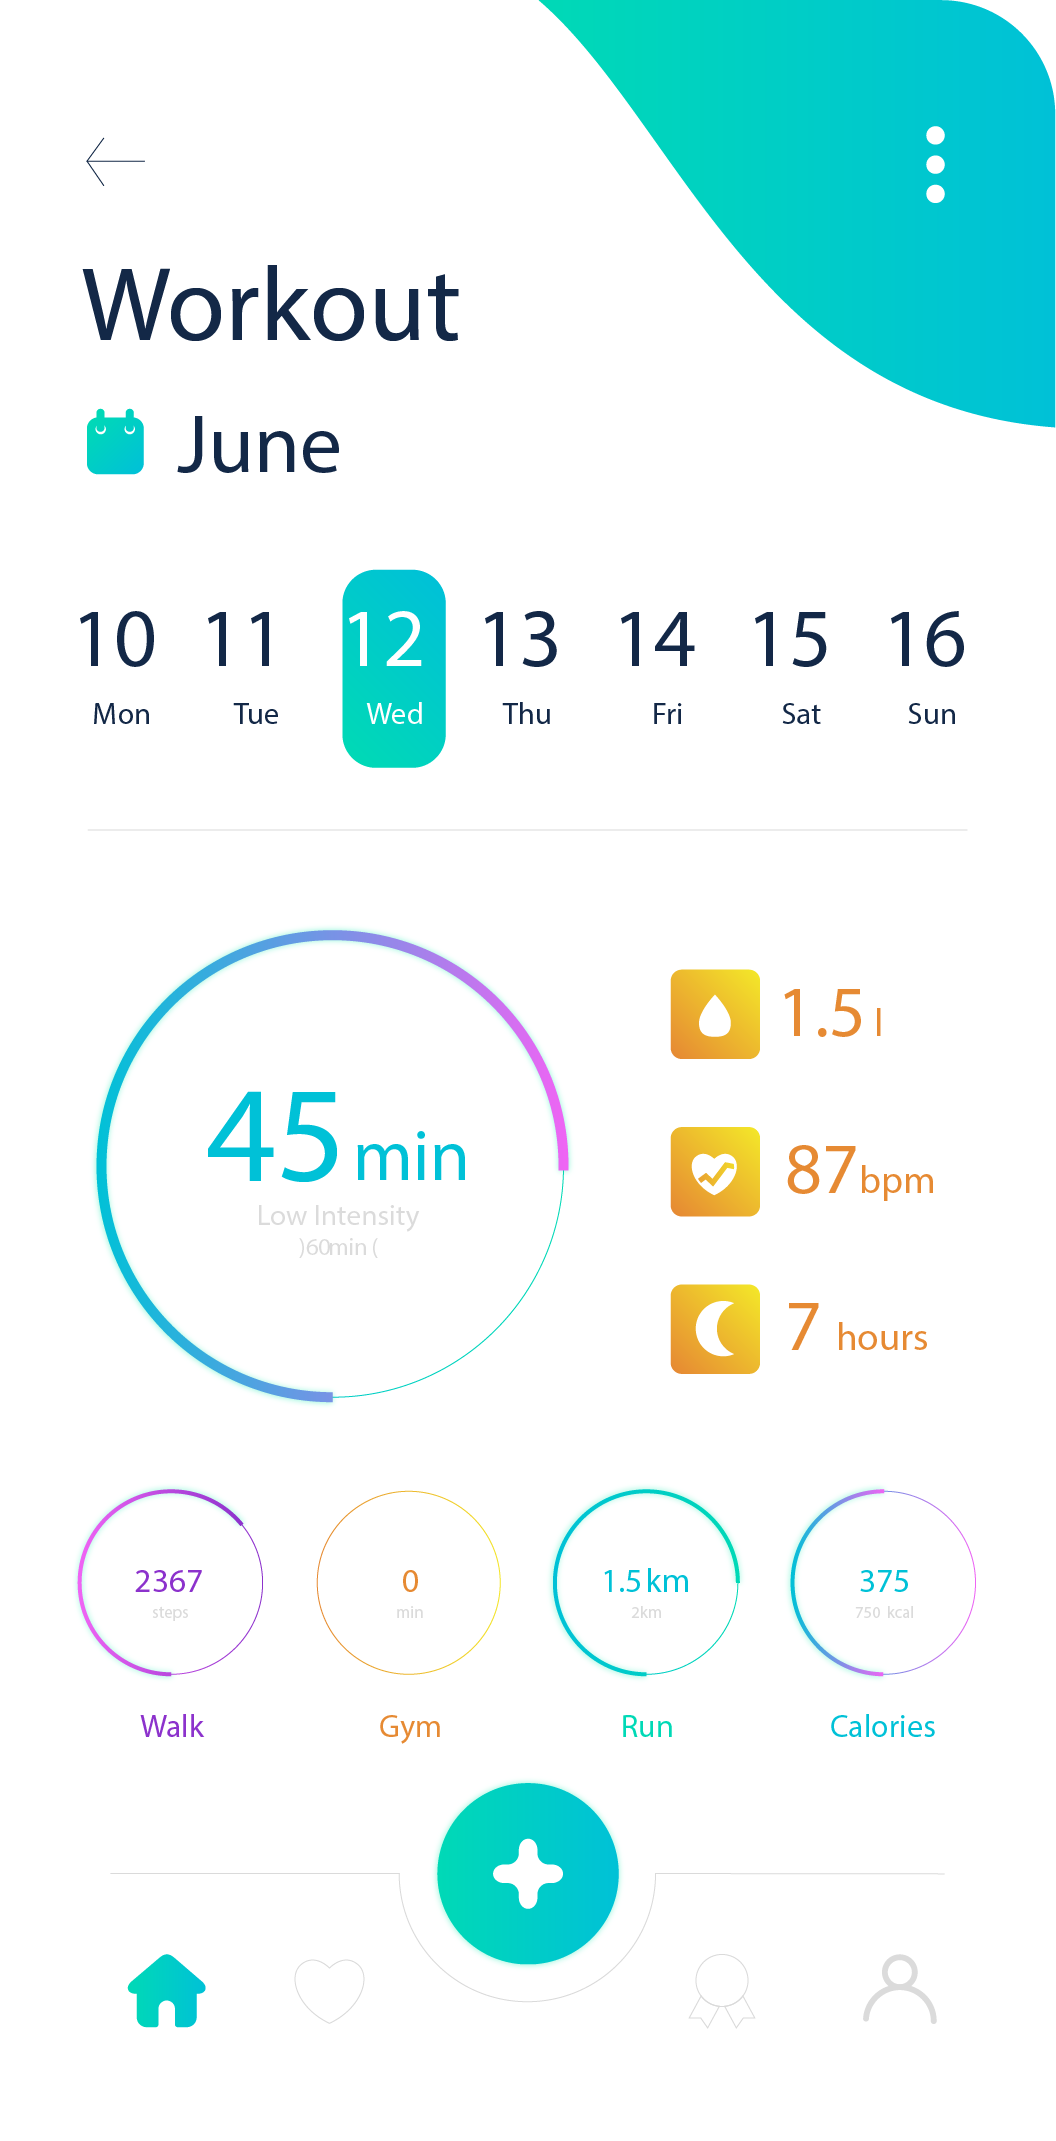 Workout
June
10 11 12 13 14 15 16
Mon Tue Wed Thu Fri Sat Sun
45 min
Low Intensity
)60min (
1.5 l
87bpm
7 hours
2367 0 1.5 km 375
steps min 2km 750 kcal
Walk Gym Run Calories